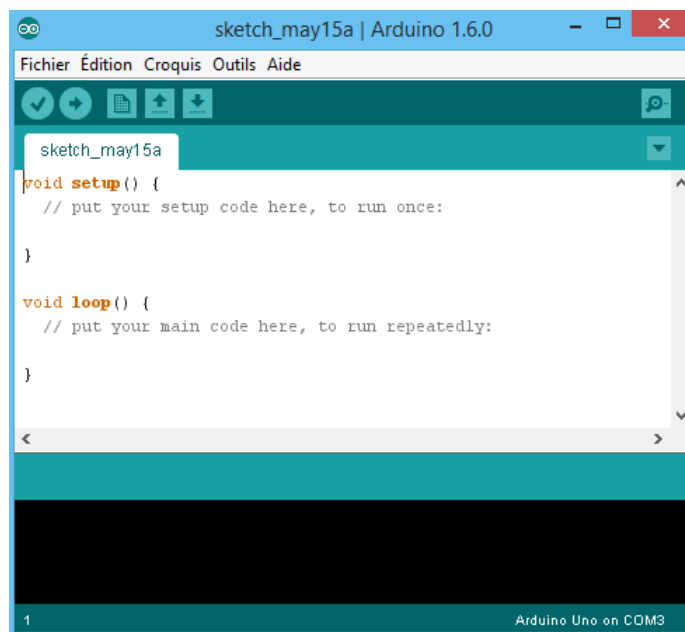 sketch_may15a | Arduino 1.6.0
Fichier Édition Croquis Outils Aide
sketch_may15a
void setup() {
  // put your setup code here, to run once:
}
void loop() {
  // put your main code here, to run repeatedly:
}
1 Arduino Uno on COM3